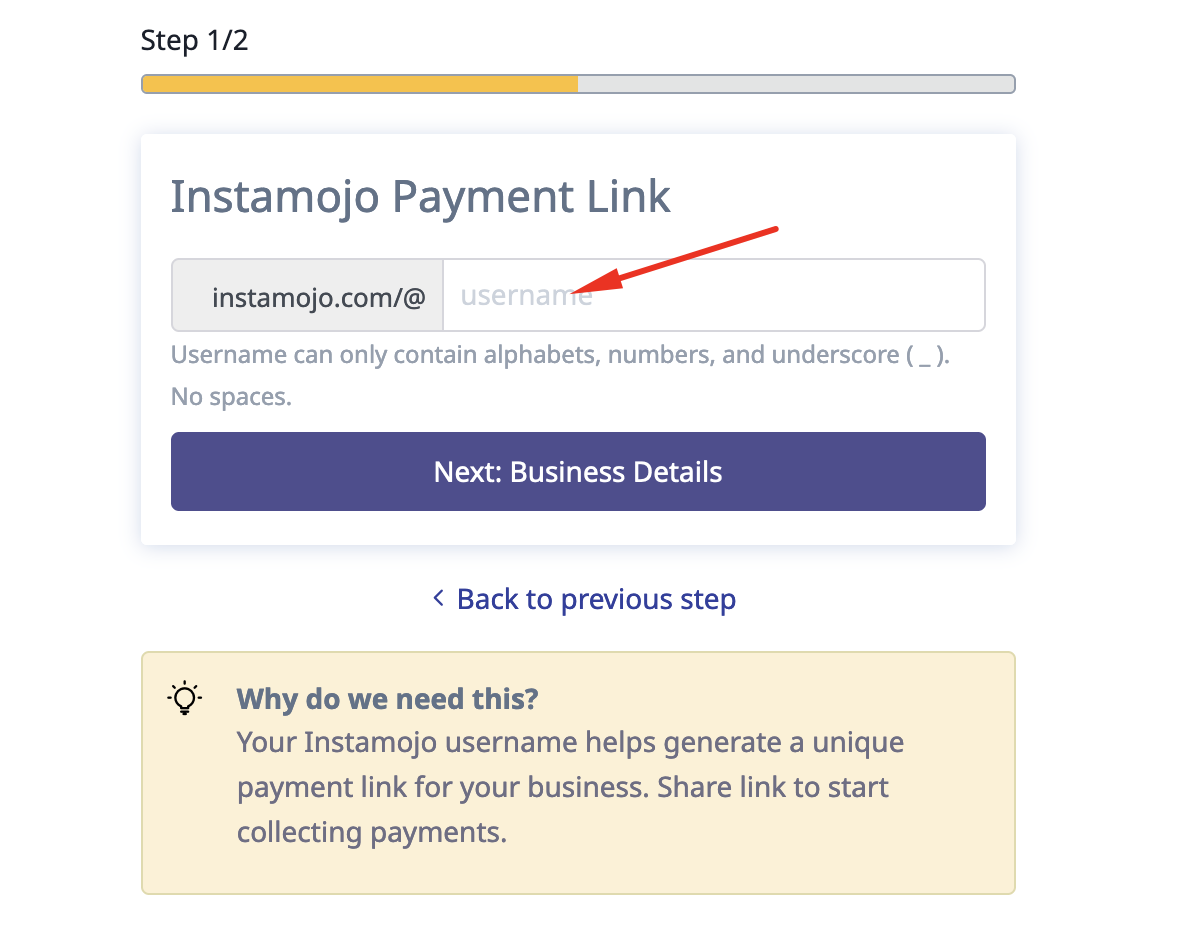 Step 1/2
Instamojo Payment Link
instamojo.com/@ username
Username can only contain alphabets, numbers, and underscore ( _ ).
No spaces.
Next: Business Details
Back to previous step
Why do we need this?
Your Instamojo username helps generate a unique
payment link for your business. Share link to start
collecting payments.